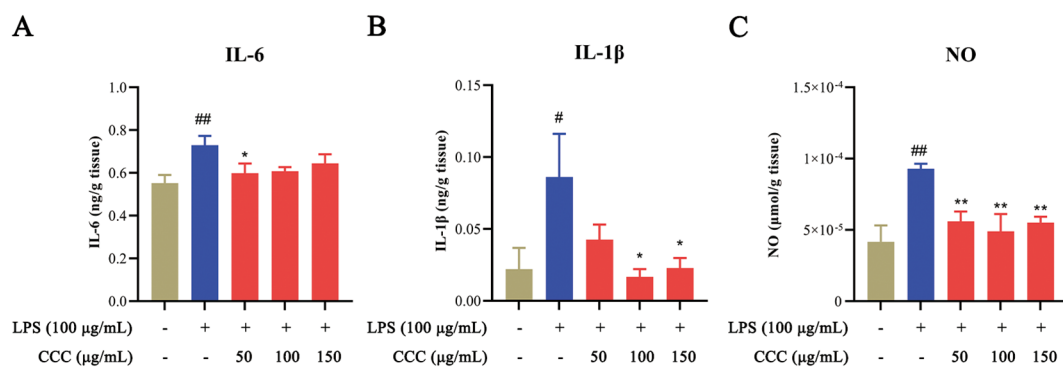 A
IL-6
IL-6 (ng/g tissue)
1.0
0.8
0.6
0.4
0.2
0.0
##
*
LPS (100 μg/mL) - + + + +
CCC (μg/mL) - - 50 100 150
B
IL-1β
IL-1β (ng/g tissue)
0.15
0.10
0.05
0.00
#
* *
LPS (100 μg/mL) - + + + +
CCC (μg/mL) - - 50 100 150
C
NO
NO (μmol/g tissue)
1.5×10⁻⁴
1×10⁻⁴
5×10⁻⁵
0
##
** ** **
LPS (100 μg/mL) - + + + +
CCC (μg/mL) - - 50 100 150